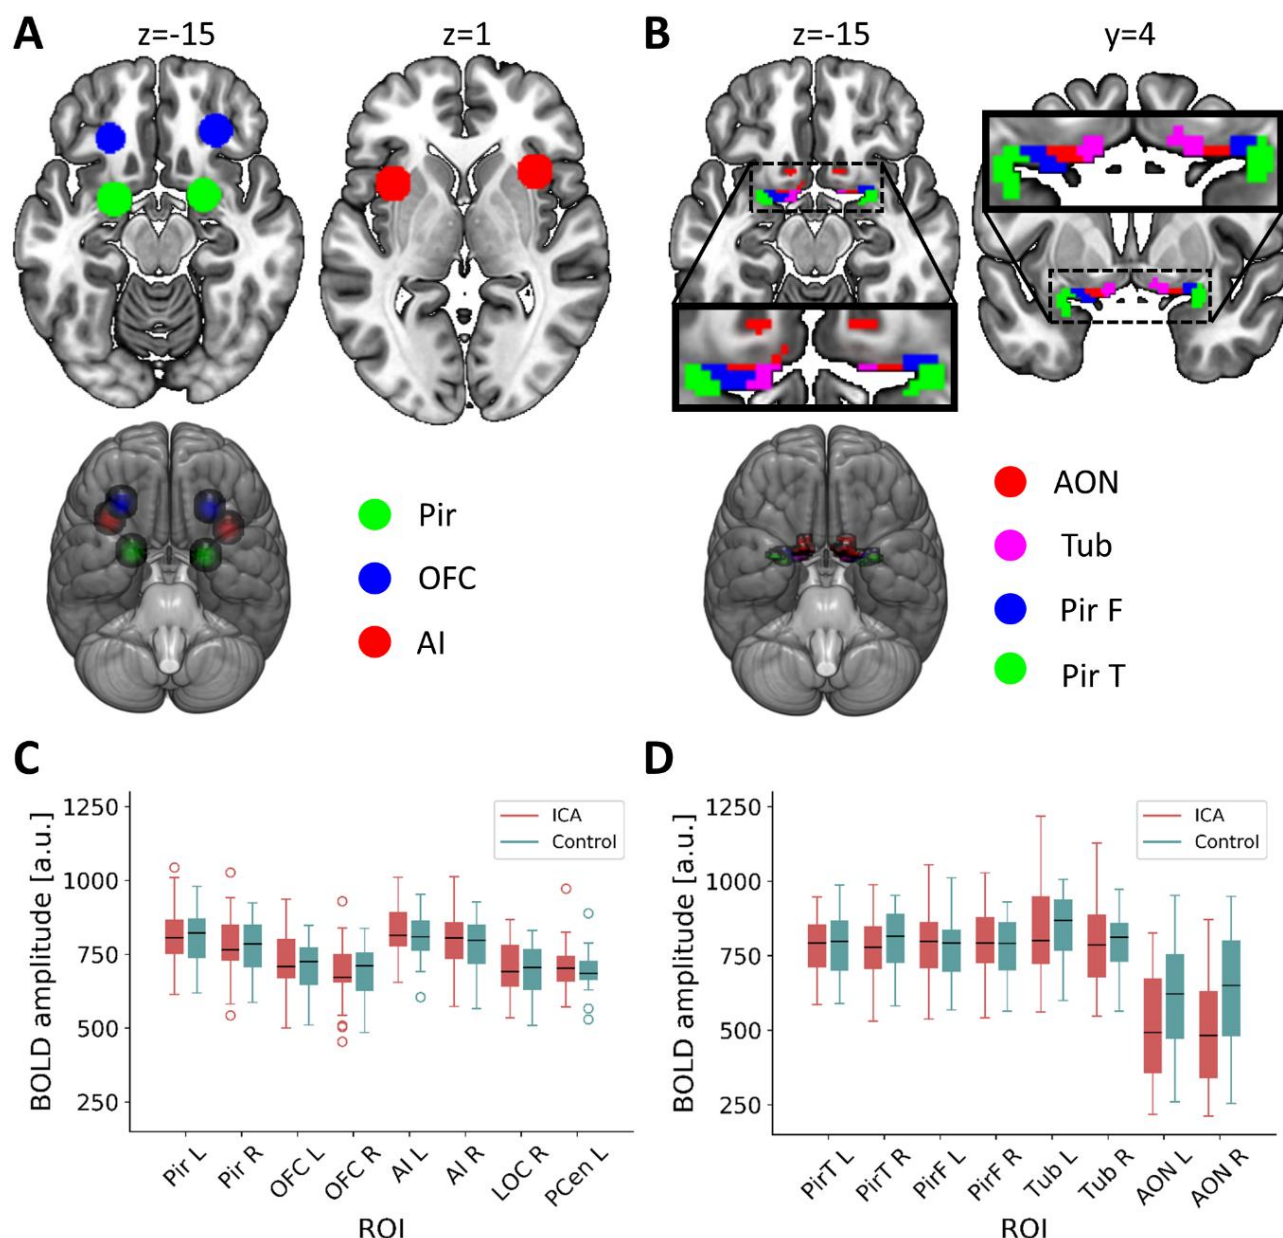 A
z=-15
z=1
Pir
OFC
AI
B
z=-15
y=4
AON
Tub
Pir F
Pir T
C
BOLD amplitude [a.u.]
1250
1000
750
500
250
ICA
Control
Pir L
Pir R
OFC L
OFC R
AI L
AI R
LOC R
PCen L
ROI
D
BOLD amplitude [a.u.]
1250
1000
750
500
250
ICA
Control
PirT L
PirT R
PirF L
PirF R
Tub L
Tub R
AON L
AON R
ROI